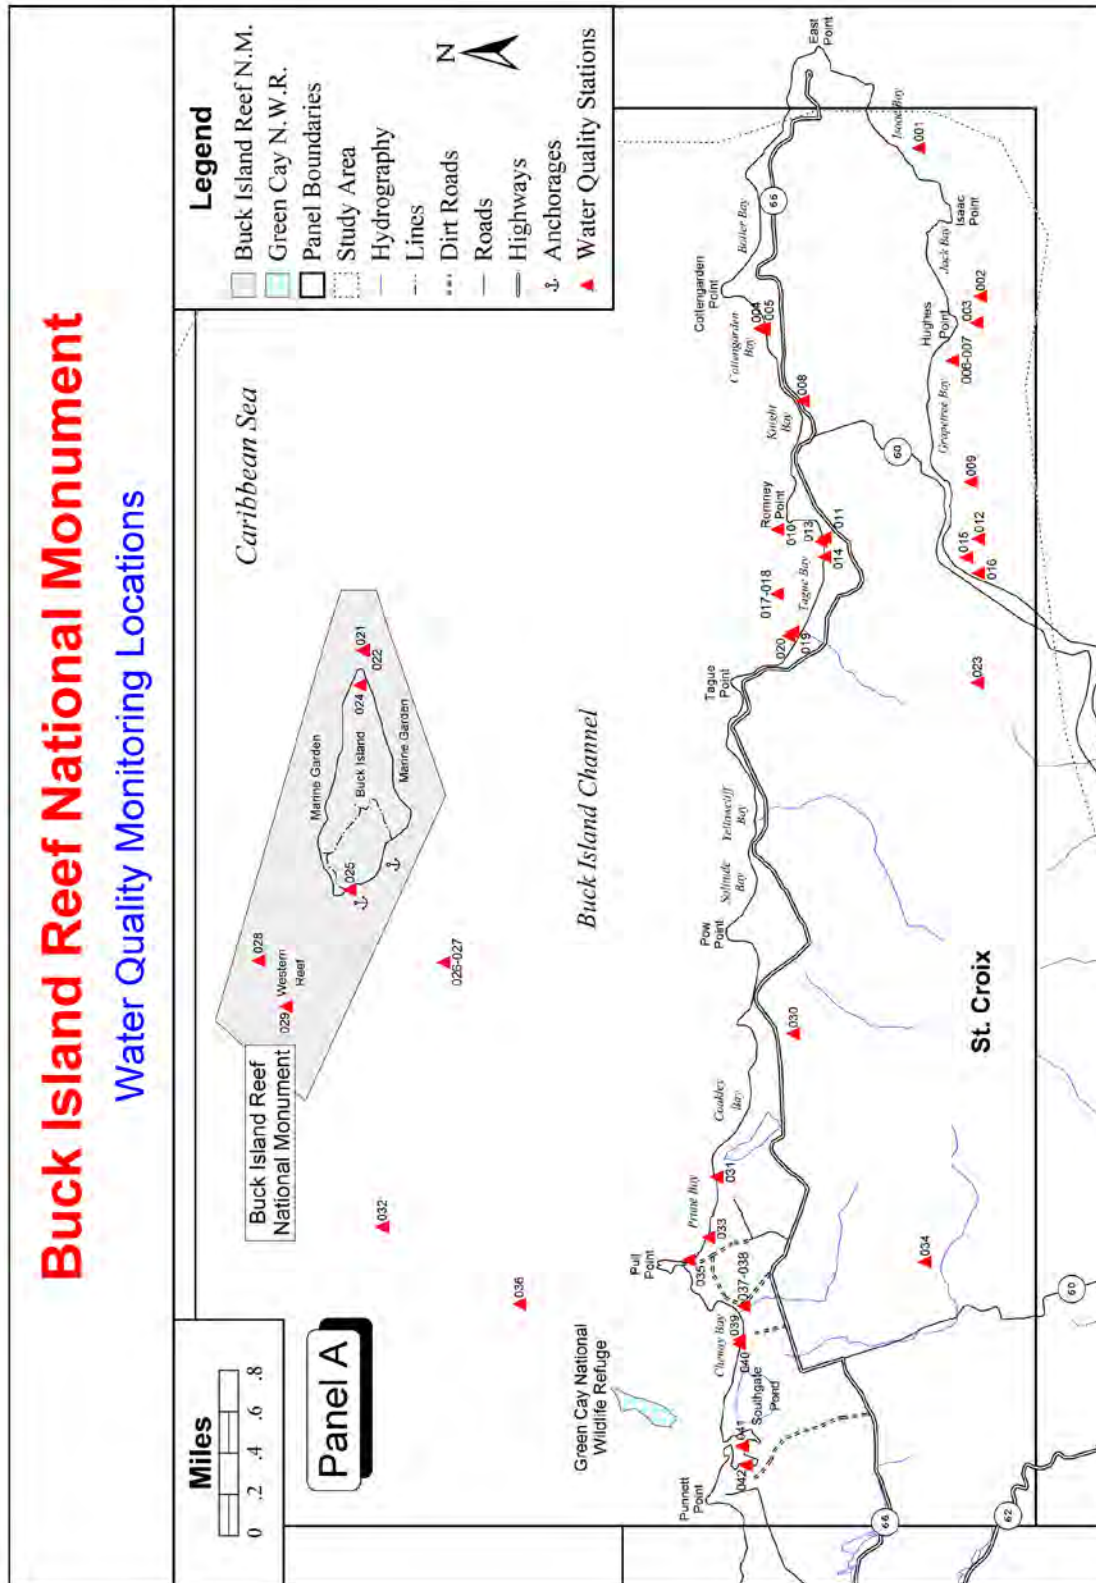 Buck Island Reef National Monument
Water Quality Monitoring Locations
Miles
0 .2 .4 .6 .8
Panel A
Legend
Buck Island Reef N.M.
Green Cay N.W.R.
Panel Boundaries
Study Area
Hydrography
Lines
Dirt Roads
Roads
Highways
Anchorages
Water Quality Stations
N
Caribbean Sea
Buck Island Reef
National Monument
028
029
Western
Reef
Marine Garden
Buck Island
Marine Garden
025
024
021
022
032
026-027
036
Buck Island Channel
Green Cay National
Wildlife Refuge
Punnett
Point
042
041
Southgate
Pond
Chenay Bay
040
039
037-038
Pull
Point
035
033
Prune Bay
031
Coakley
Bay
030
Pow
Point
Solitude
Bay
Yellowcliff
Bay
Tague
Point
020
019
017-018
Tague Bay
014
013
011
010
Romney
Point
Knight
Bay
008
Cottongarden
Bay
004
005
Cottongarden
Point
Boiler Bay
66
East
Point
Isaac Bay
001
Isaac
Point
Jack Bay
002
003
Hughes
Point
006-007
Grapetree Bay
60
009
012
015
016
023
St. Croix
034
60
66
62